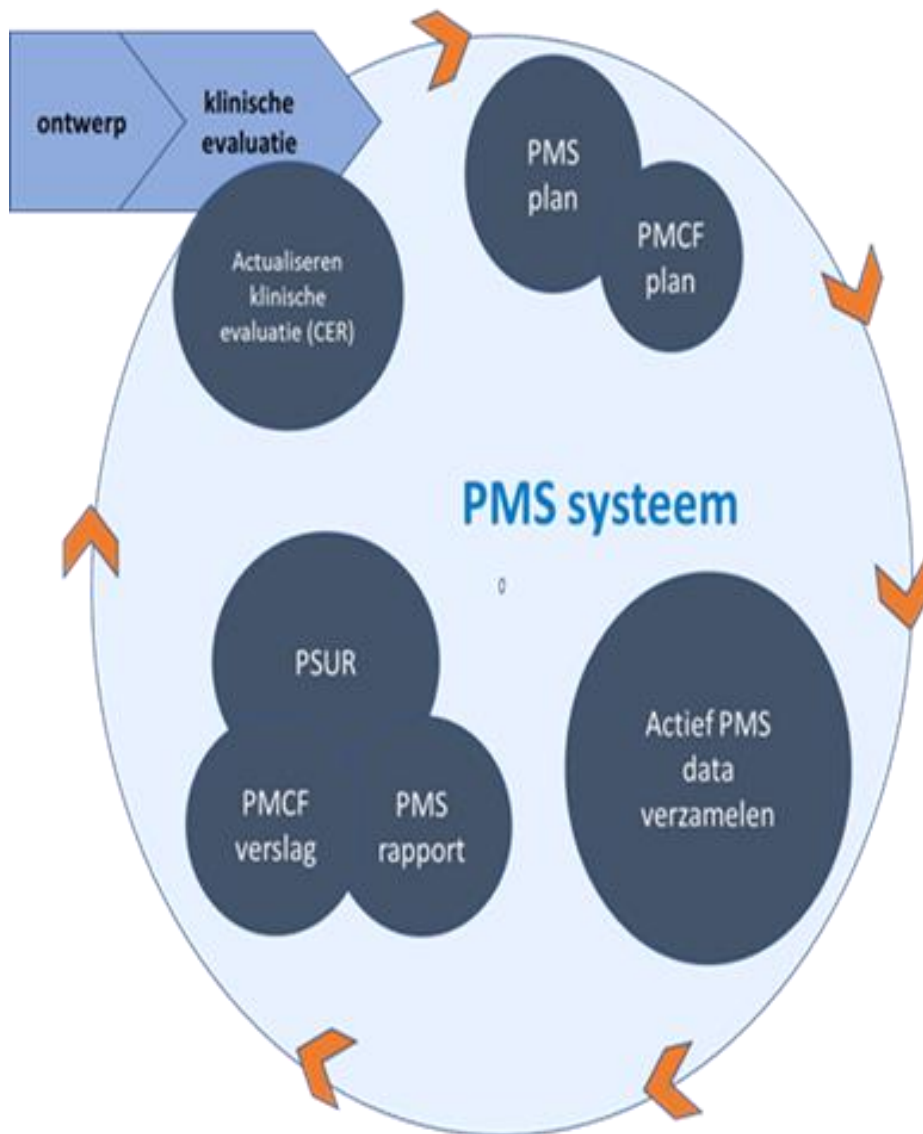 ontwerp
klinische
evaluatie
PMS
plan
PMCF
plan
Actualiseren
klinische
evaluatie (CER)
PMS systeem
0
PSUR
PMCF
verslag
PMS
rapport
Actief PMS
data
verzamelen